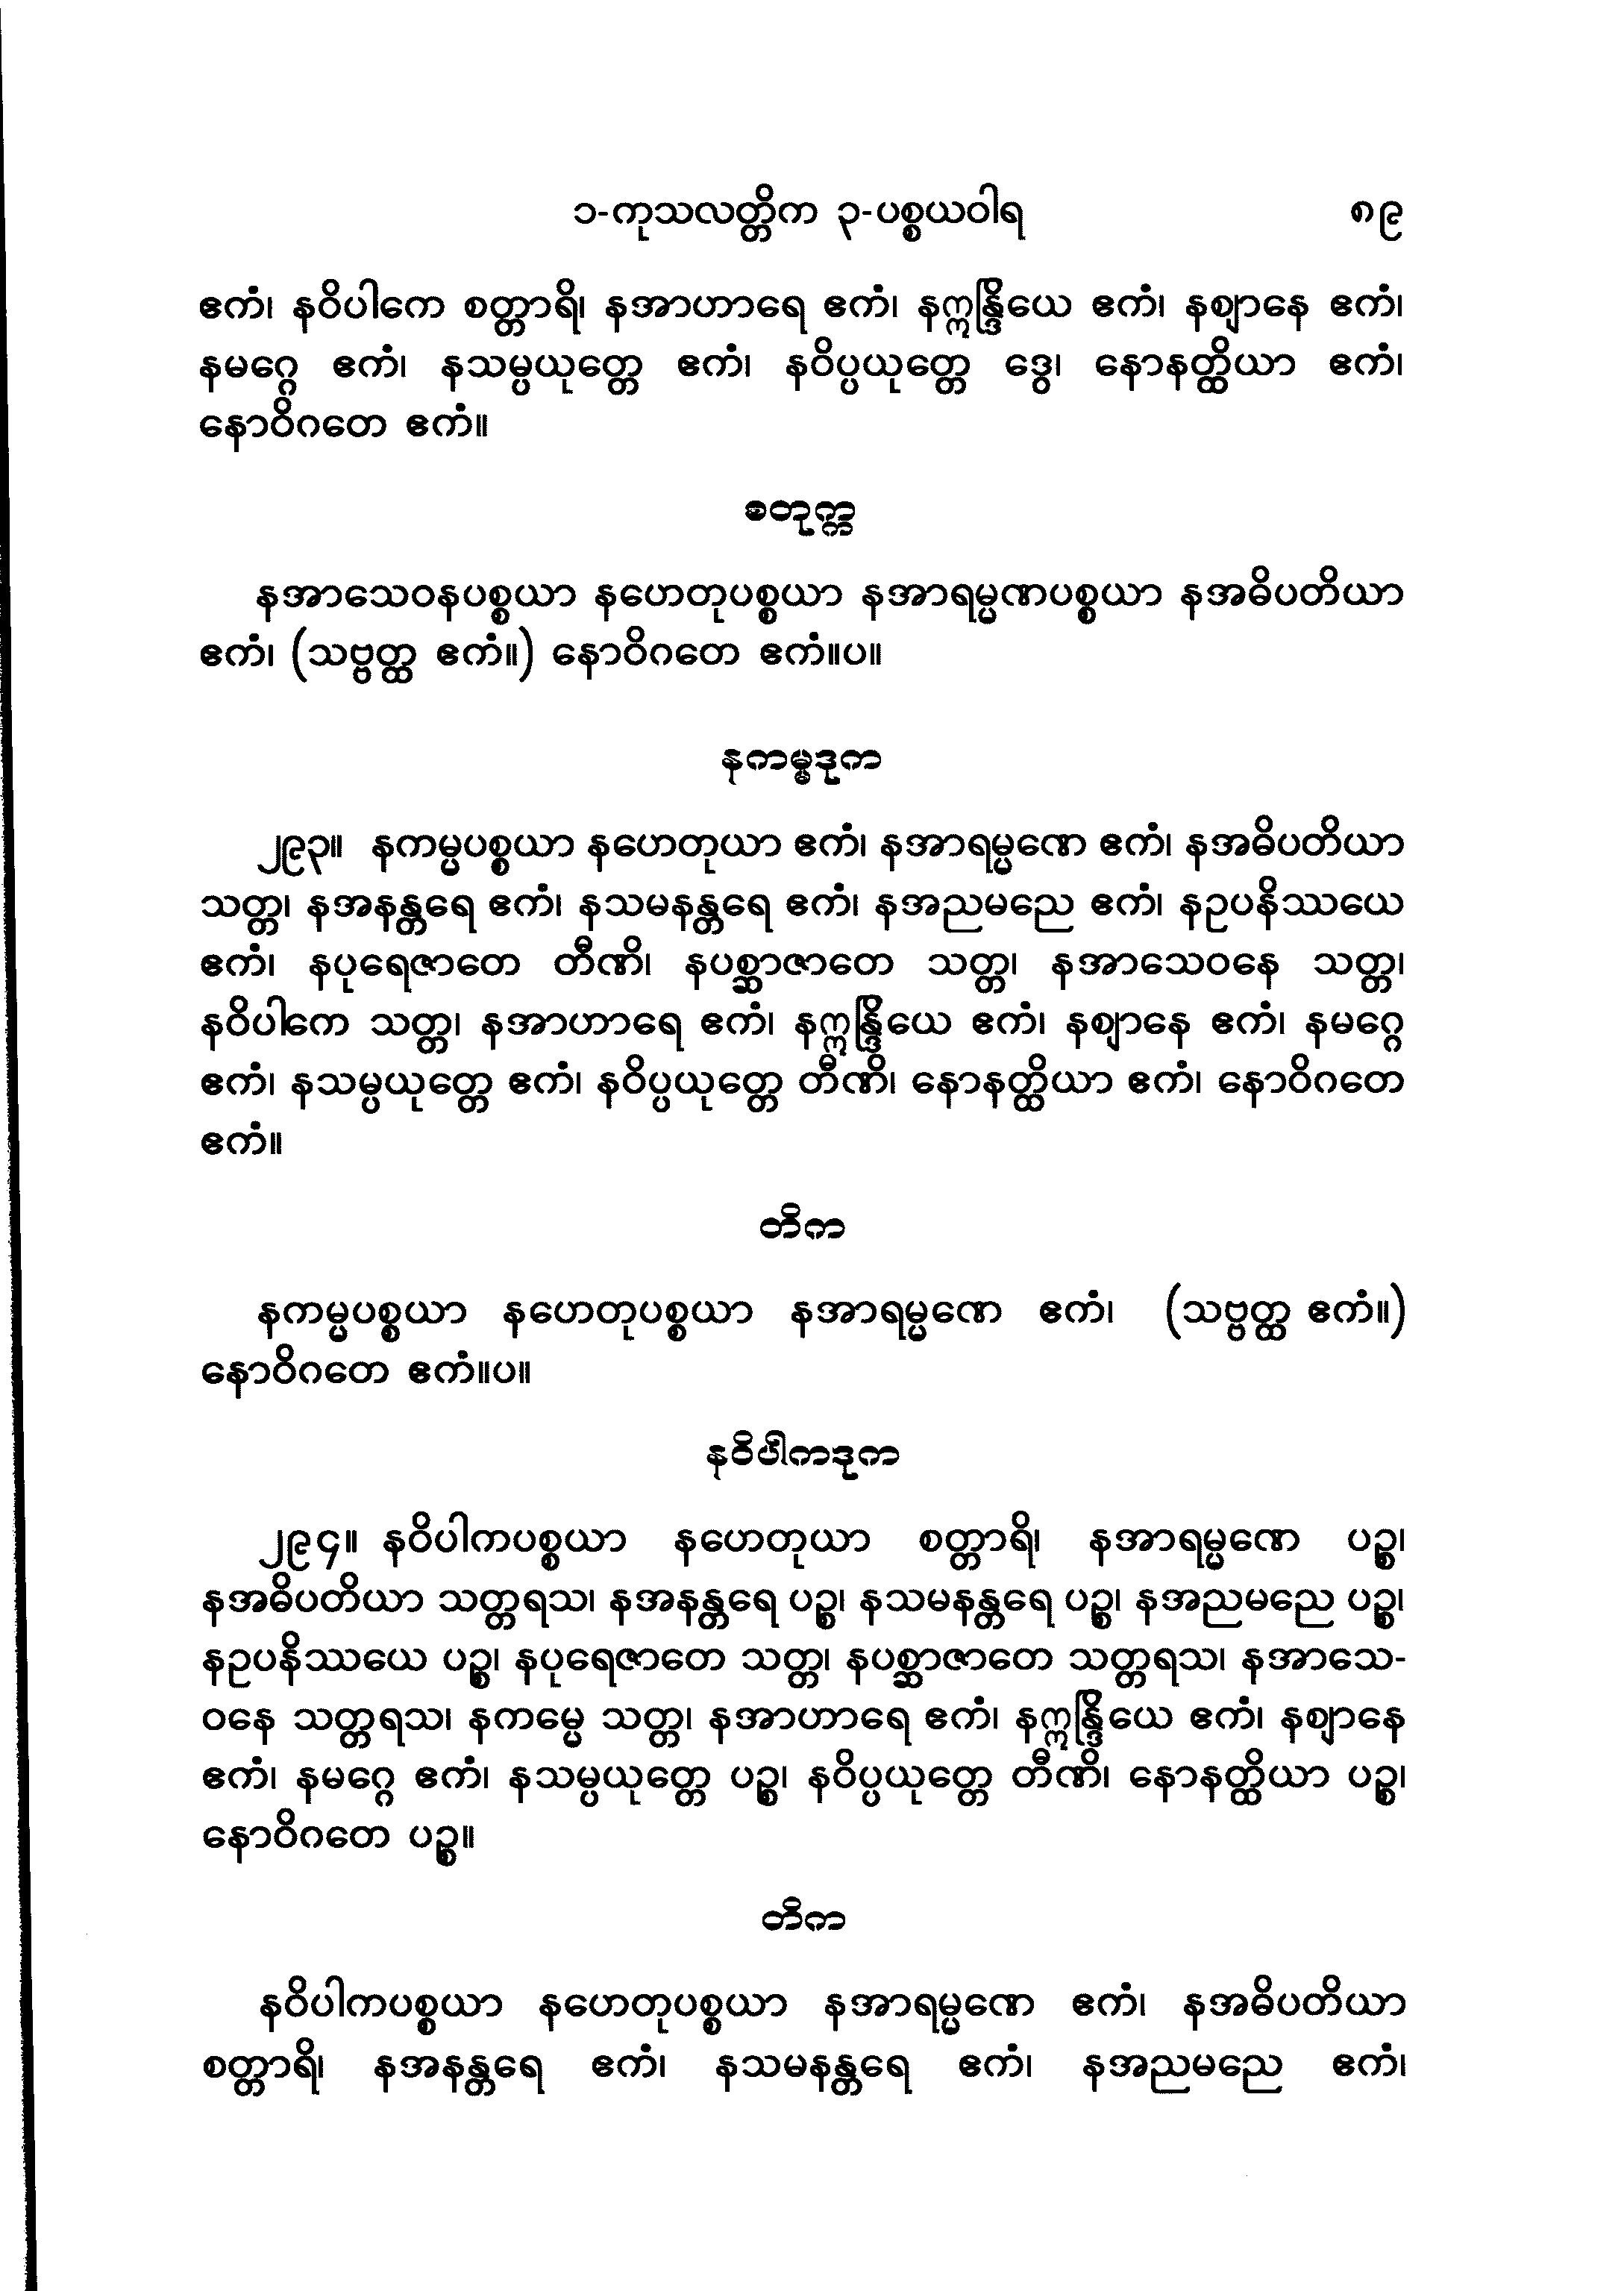 ၁-ကုသလတ္တိက ၃-ပစ္စယဝါရ ၈၉
ဧကံ၊ နဝိပါကေ စတ္တာရိ၊ နအာဟာရေ ဧကံ၊ နဣန္ဒြိယေ ဧကံ၊ နဈာနေ ဧကံ၊
နမဂ္ဂေ ဧကံ၊ နသမ္ပယုတ္တေ ဧကံ၊ နဝိပ္ပယုတ္တေ ဒွေ၊ နောနတ္ထိယာ ဧကံ၊
နောဝိဂတေ ဧကံ။
စတုက္က
နအာသေဝနပစ္စယာ နဟေတုပစ္စယာ နအာရမ္မဏပစ္စယာ နအဓိပတိယာ
ဧကံ၊ (သဗ္ဗတ္ထ ဧကံ။) နောဝိဂတေ ဧကံ။ပ။
နကမ္မဒုက
၂၉၃။ နကမ္မပစ္စယာ နဟေတုယာ ဧကံ၊ နအာရမ္မဏေ ဧကံ၊ နအဓိပတိယာ
သတ္တ၊ နအနန္တရေ ဧကံ၊ နသမနန္တရေ ဧကံ၊ နအညမညေ ဧကံ၊ နဥပနိဿယေ
ဧကံ၊ နပုရေဇာတေ တီဏိ၊ နပစ္ဆာဇာတေ သတ္တ၊ နအာသေဝနေ သတ္တ၊
နဝိပါကေ သတ္တ၊ နအာဟာရေ ဧကံ၊ နဣန္ဒြိယေ ဧကံ၊ နဈာနေ ဧကံ၊ နမဂ္ဂေ
ဧကံ၊ နသမ္ပယုတ္တေ ဧကံ၊ နဝိပ္ပယုတ္တေ တီဏိ၊ နောနတ္ထိယာ ဧကံ၊ နောဝိဂတေ
ဧကံ။
တိက
နကမ္မပစ္စယာ နဟေတုပစ္စယာ နအာရမ္မဏေ ဧကံ၊ (သဗ္ဗတ္ထ ဧကံ။)
နောဝိဂတေ ဧကံ။ပ။
နဝိပါကဒုက
၂၉၄။ နဝိပါကပစ္စယာ နဟေတုယာ စတ္တာရိ၊ နအာရမ္မဏေ ပဉ္စ၊
နအဓိပတိယာ သတ္တရသ၊ နအနန္တရေ ပဉ္စ၊ နသမနန္တရေ ပဉ္စ၊ နအညမညေ ပဉ္စ၊
နဥပနိဿယေ ပဉ္စ၊ နပုရေဇာတေ သတ္တ၊ နပစ္ဆာဇာတေ သတ္တရသ၊ နအာသေ-
ဝနေ သတ္တရသ၊ နကမ္မေ သတ္တ၊ နအာဟာရေ ဧကံ၊ နဣန္ဒြိယေ ဧကံ၊ နဈာနေ
ဧကံ၊ နမဂ္ဂေ ဧကံ၊ နသမ္ပယုတ္တေ ပဉ္စ၊ နဝိပ္ပယုတ္တေ တီဏိ၊ နောနတ္ထိယာ ပဉ္စ၊
နောဝိဂတေ ပဉ္စ။
တိက
နဝိပါကပစ္စယာ နဟေတုပစ္စယာ နအာရမ္မဏေ ဧကံ၊ နအဓိပတိယာ
စတ္တာရိ၊ နအနန္တရေ ဧကံ၊ နသမနန္တရေ ဧကံ၊ နအညမညေ ဧကံ၊